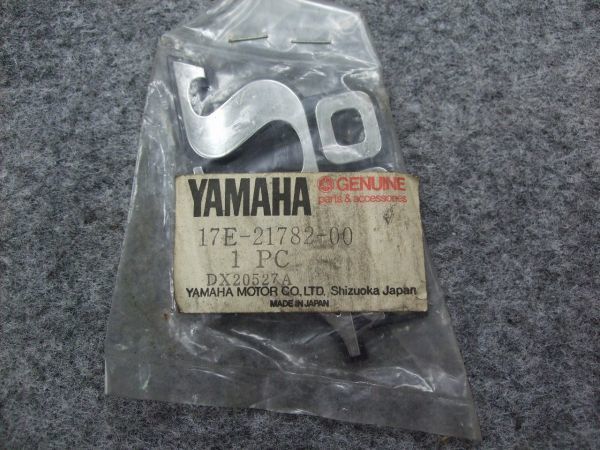 YAMAHA GENUINE
parts & accessories
17E-21782-00
1 PC
DX20527A
YAMAHA MOTOR CO., LTD, Shizuoka Japan
MADE IN JAPAN